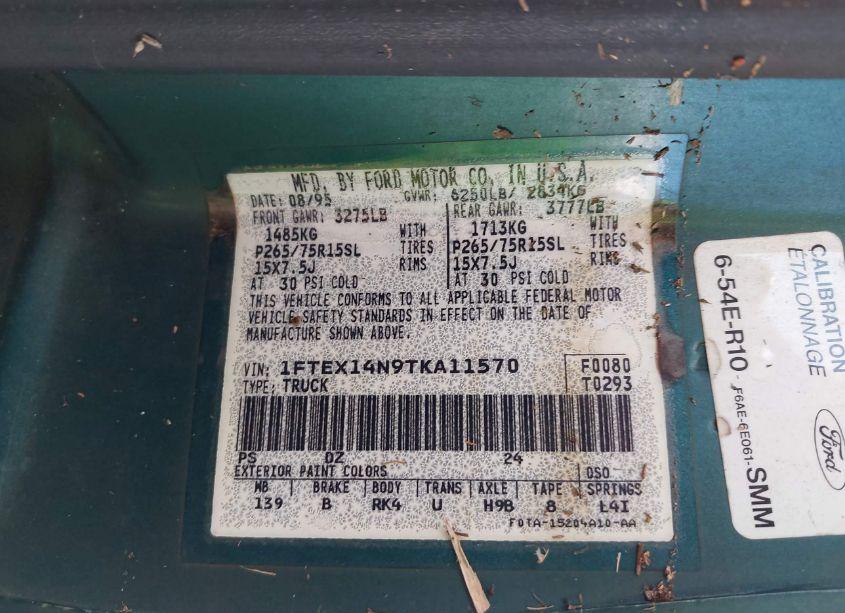 MFD. BY FORD MOTOR CO. IN U.S.A.
DATE: 08/95 GVWR: 6250LB/ 2834KG
FRONT GAWR: 3275LB REAR GAWR: 3777LB
1485KG WITH 1713KG WITH
P265/75R15SL TIRES P265/75R15SL TIRES
15X7.5J RIMS 15X7.5J RIMS
AT 30 PSI COLD AT 30 PSI COLD
THIS VEHICLE CONFORMS TO ALL APPLICABLE FEDERAL MOTOR
VEHICLE SAFETY STANDARDS IN EFFECT ON THE DATE OF
MANUFACTURE SHOWN ABOVE.
VIN: 1FTEX14N9TKA11570 F0080
TYPE: TRUCK T0293
PS DZ 24
EXTERIOR PAINT COLORS DSO
WB BRAKE BODY TRANS AXLE TAPE SPRINGS
139 B RK4 U H9B 8 L4I
F0TA-15204A10-AA
CALIBRATION
ÉTALONNAGE
6-54E-R10
F6AE-6E061-SMM
Ford